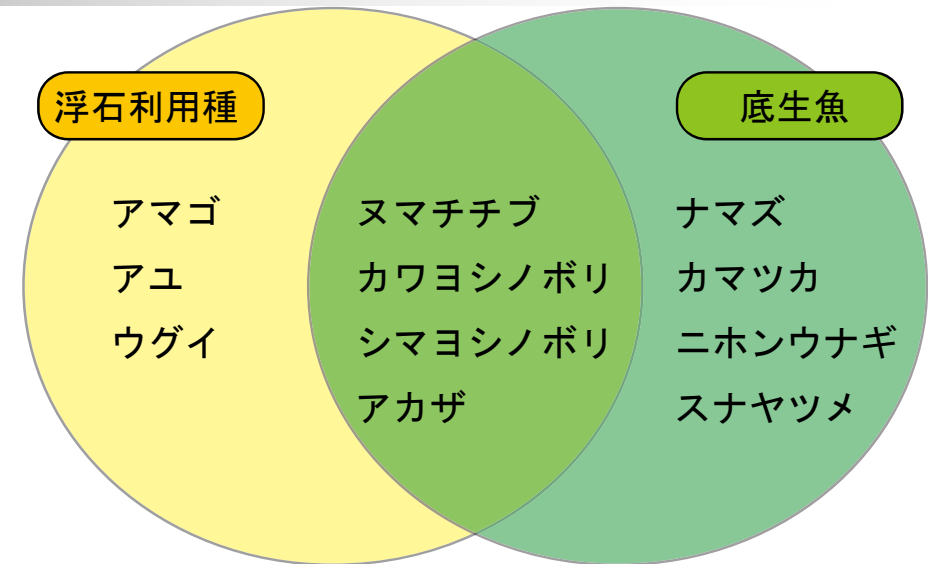 浮石利用種
底生魚
アマゴ
アユ
ウグイ
ヌマチチブ
カワヨシノボリ
シマヨシノボリ
アカザ
ナマズ
カマツカ
ニホンウナギ
スナヤツメ